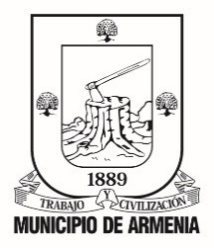 1889
TRABAJO Y CIVILIZACIÓN
MUNICIPIO DE ARMENIA